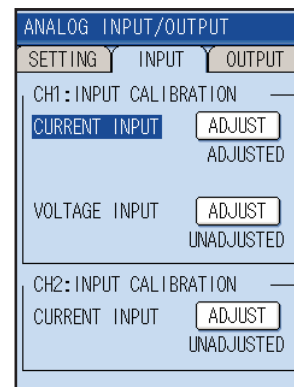 ANALOG INPUT/OUTPUT
SETTING INPUT OUTPUT
CH1:INPUT CALIBRATION
CURRENT INPUT ADJUST
ADJUSTED
VOLTAGE INPUT ADJUST
UNADJUSTED
CH2:INPUT CALIBRATION
CURRENT INPUT ADJUST
UNADJUSTED